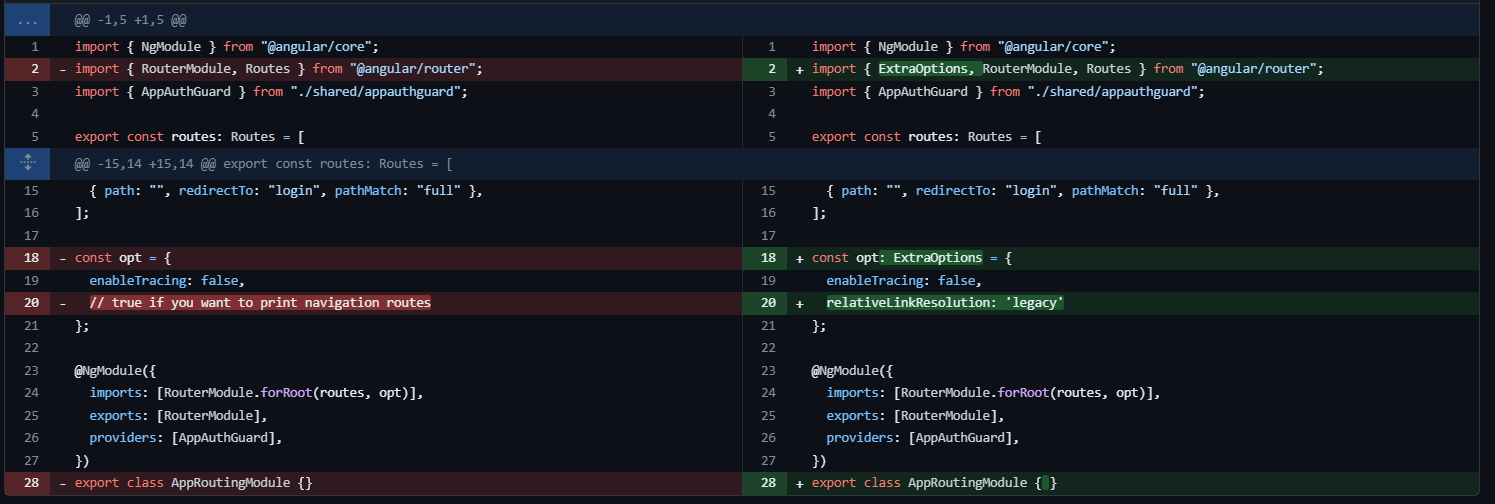 ... @@ -1,5 +1,5 @@
1 import { NgModule } from "@angular/core"; 1 import { NgModule } from "@angular/core";
2 - import { RouterModule, Routes } from "@angular/router"; 2 + import { ExtraOptions, RouterModule, Routes } from "@angular/router";
3 import { AppAuthGuard } from "./shared/appauthguard"; 3 import { AppAuthGuard } from "./shared/appauthguard";
4 4
5 export const routes: Routes = [ 5 export const routes: Routes = [
@@ -15,14 +15,14 @@ export const routes: Routes = [
15 { path: "", redirectTo: "login", pathMatch: "full" }, 15 { path: "", redirectTo: "login", pathMatch: "full" },
16 ]; 16 ];
17 17
18 - const opt = { 18 + const opt: ExtraOptions = {
19 enableTracing: false, 19 enableTracing: false,
20 - // true if you want to print navigation routes 20 + relativeLinkResolution: 'legacy'
21 }; 21 };
22 22
23 @NgModule({ 23 @NgModule({
24 imports: [RouterModule.forRoot(routes, opt)], 24 imports: [RouterModule.forRoot(routes, opt)],
25 exports: [RouterModule], 25 exports: [RouterModule],
26 providers: [AppAuthGuard], 26 providers: [AppAuthGuard],
27 }) 27 })
28 - export class AppRoutingModule {} 28 + export class AppRoutingModule { }